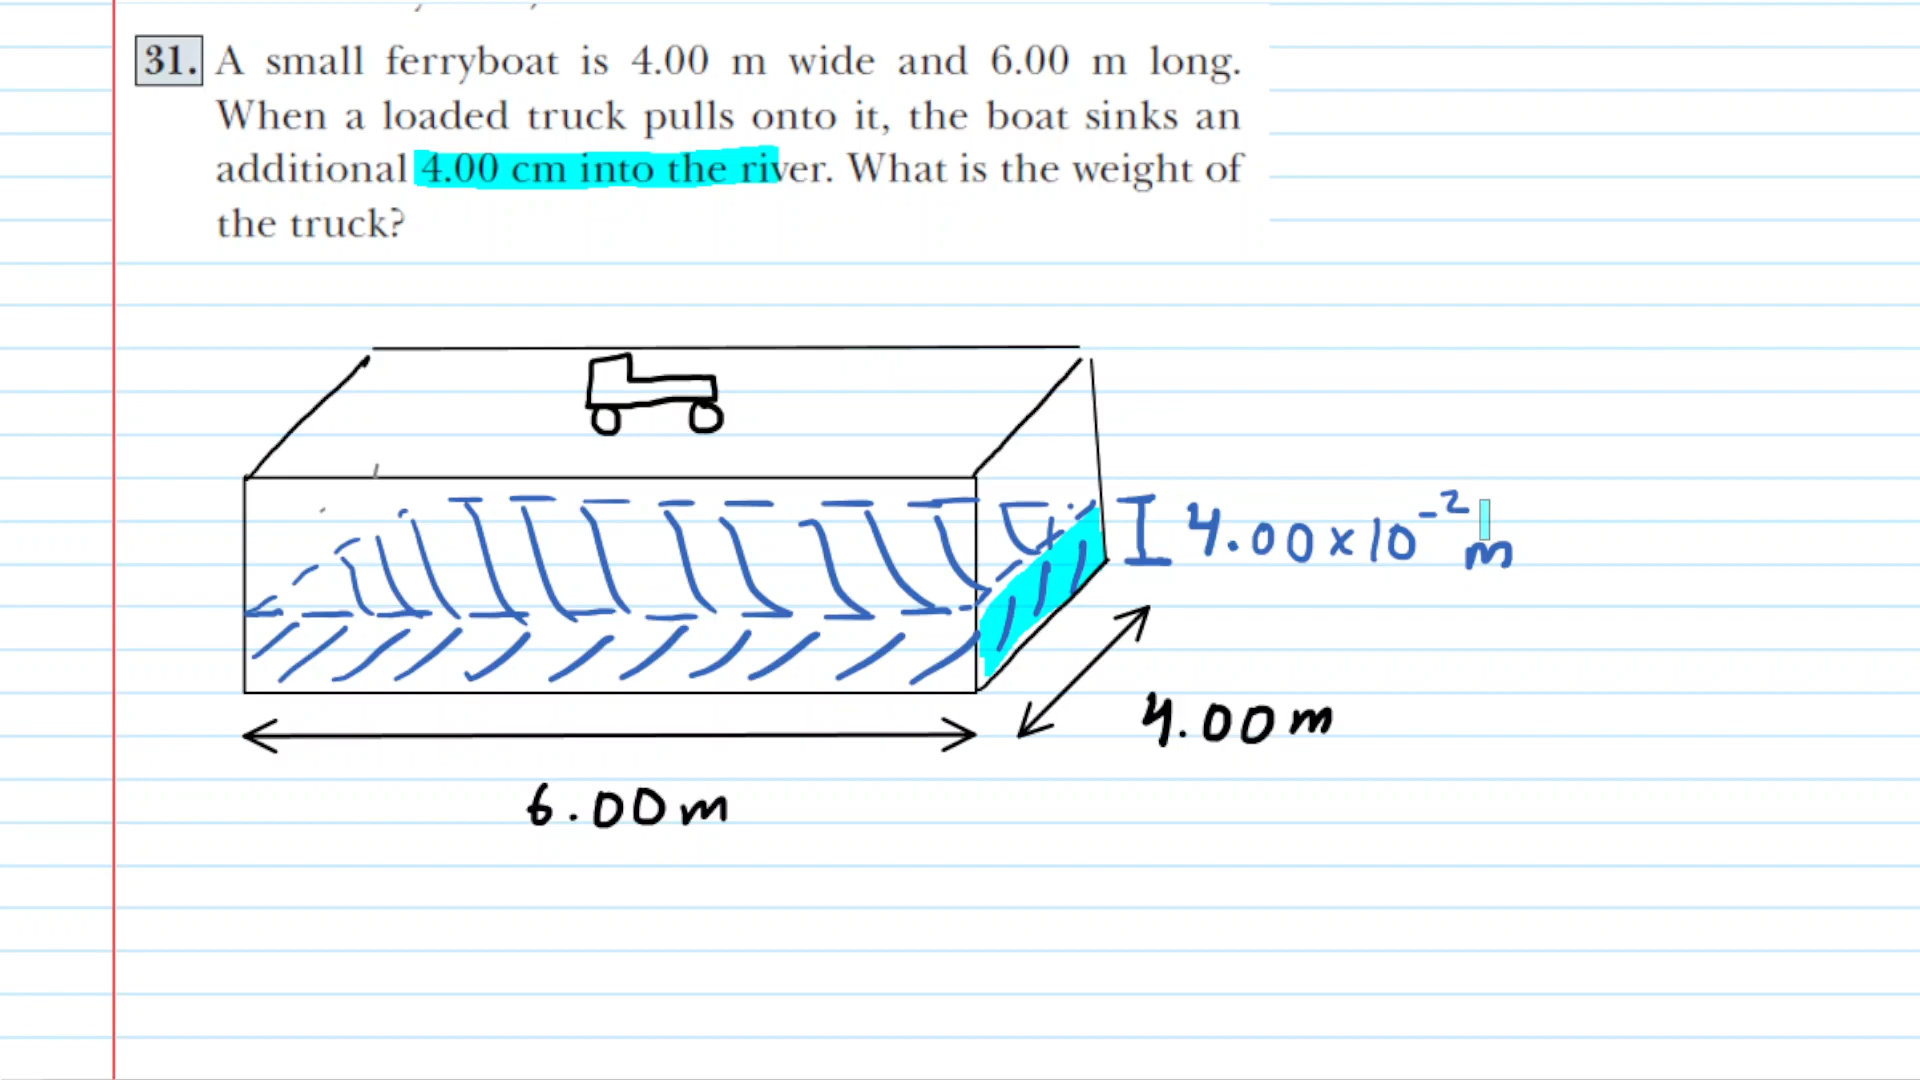 31. A small ferryboat is 4.00 m wide and 6.00 m long.
When a loaded truck pulls onto it, the boat sinks an
additional 4.00 cm into the river. What is the weight of
the truck?
4.00 x 10⁻² m
4.00 m
6.00 m